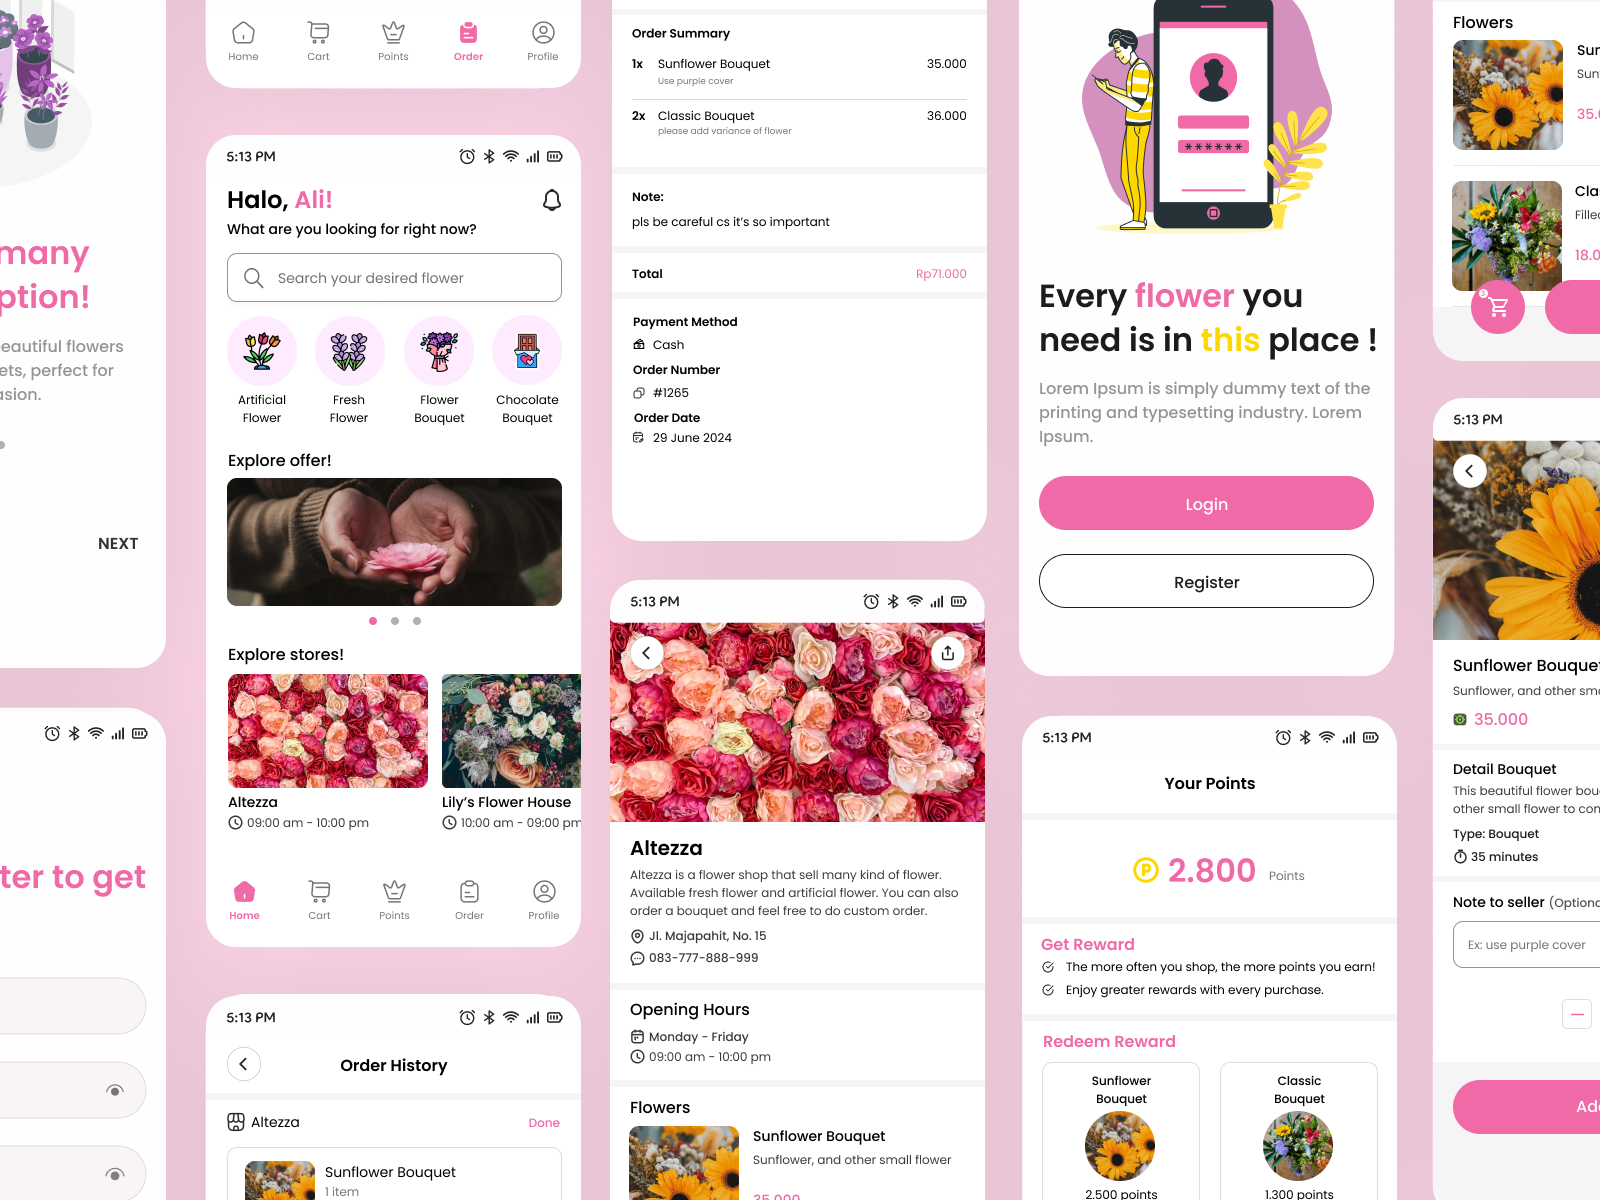 many
ption!
eautiful flowers
ets, perfect for
asion.
NEXT
ter to get
Home
Cart
Points
Order
Profile
5:13 PM
Halo, Ali!
What are you looking for right now?
Search your desired flower
Artificial
Flower
Fresh
Flower
Flower
Bouquet
Chocolate
Bouquet
Explore offer!
Explore stores!
Altezza
09:00 am - 10:00 pm
Lily's Flower House
10:00 am - 09:00 pm
Home
Cart
Points
Order
Profile
5:13 PM
Order History
Altezza
Done
Sunflower Bouquet
1 item
Order Summary
1x Sunflower Bouquet 35.000
Use purple cover
2x Classic Bouquet 36.000
please add variance of flower
Note:
pls be careful cs it's so important
Total Rp71.000
Payment Method
Cash
Order Number
#1265
Order Date
29 June 2024
5:13 PM
Altezza
Altezza is a flower shop that sell many kind of flower.
Available fresh flower and artificial flower. You can also
order a bouquet and feel free to do custom order.
Jl. Majapahit, No. 15
083-777-888-999
Opening Hours
Monday - Friday
09:00 am - 10:00 pm
Flowers
Sunflower Bouquet
Sunflower, and other small flower
35.000
******
Every flower you
need is in this place !
Lorem Ipsum is simply dummy text of the
printing and typesetting industry. Lorem
Ipsum.
Login
Register
5:13 PM
Your Points
P 2.800 Points
Get Reward
The more often you shop, the more points you earn!
Enjoy greater rewards with every purchase.
Redeem Reward
Sunflower
Bouquet
2.500 points
Classic
Bouquet
1.300 points
Flowers
Sun
Sun
35.0
Clas
Filled
18.0
3
5:13 PM
Sunflower Bouquet
Sunflower, and other sma
35.000
Detail Bouquet
This beautiful flower bouq
other small flower to con
Type: Bouquet
35 minutes
Note to seller (Optiona
Ex: use purple cover
Add